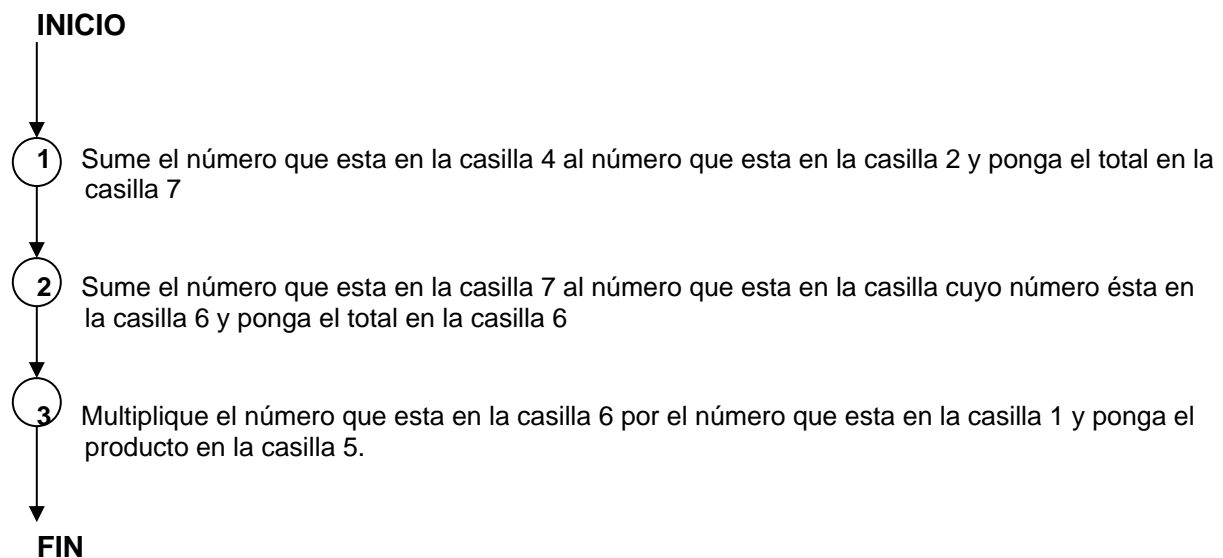 INICIO
1 Sume el número que esta en la casilla 4 al número que esta en la casilla 2 y ponga el total en la
casilla 7
2 Sume el número que esta en la casilla 7 al número que esta en la casilla cuyo número ésta en
la casilla 6 y ponga el total en la casilla 6
3 Multiplique el número que esta en la casilla 6 por el número que esta en la casilla 1 y ponga el
producto en la casilla 5.
FIN